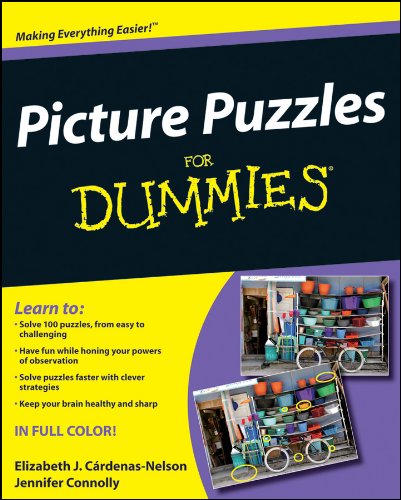 Making Everything Easier!™
Picture Puzzles
FOR
DUMMIES®
Learn to:
• Solve 100 puzzles, from easy to
challenging
• Have fun while honing your powers
of observation
• Solve puzzles faster with clever
strategies
• Keep your brain healthy and sharp
IN FULL COLOR!
Elizabeth J. Cárdenas-Nelson
Jennifer Connolly